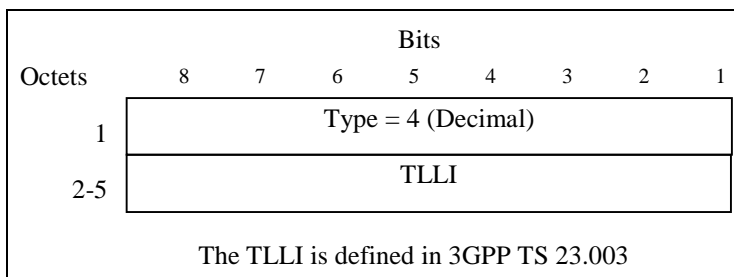 Bits
Octets 8 7 6 5 4 3 2 1
1 Type = 4 (Decimal)
2-5 TLLI
The TLLI is defined in 3GPP TS 23.003